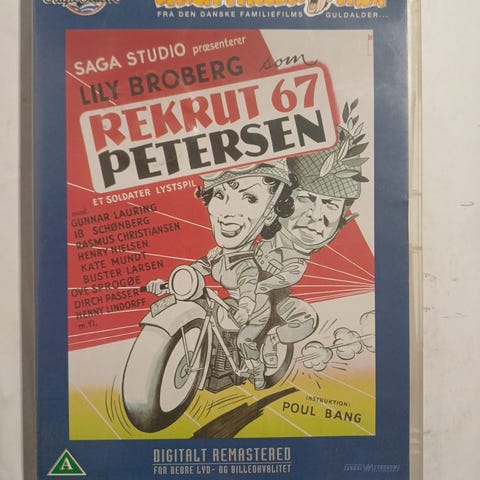 FRA DEN DANSKE FAMILIEFILMS GULDALDER...
SAGA STUDIO præsenterer
LILY BROBERG som
REKRUT 67
PETERSEN
ET SOLDATER LYSTSPIL
med:
GUNNAR LAURING
IB SCHØNBERG
RASMUS CHRISTIANSEN
HENRY NIELSEN
KATE MUNDT
BUSTER LARSEN
OVE SPROGØE
DIRCH PASSER
HENNY LINDORFF
m.fl.
INSTRUKTION:
POUL BANG
A
DIGITALT REMASTERED
FOR BEDRE LYD- OG BILLEDKVALITET